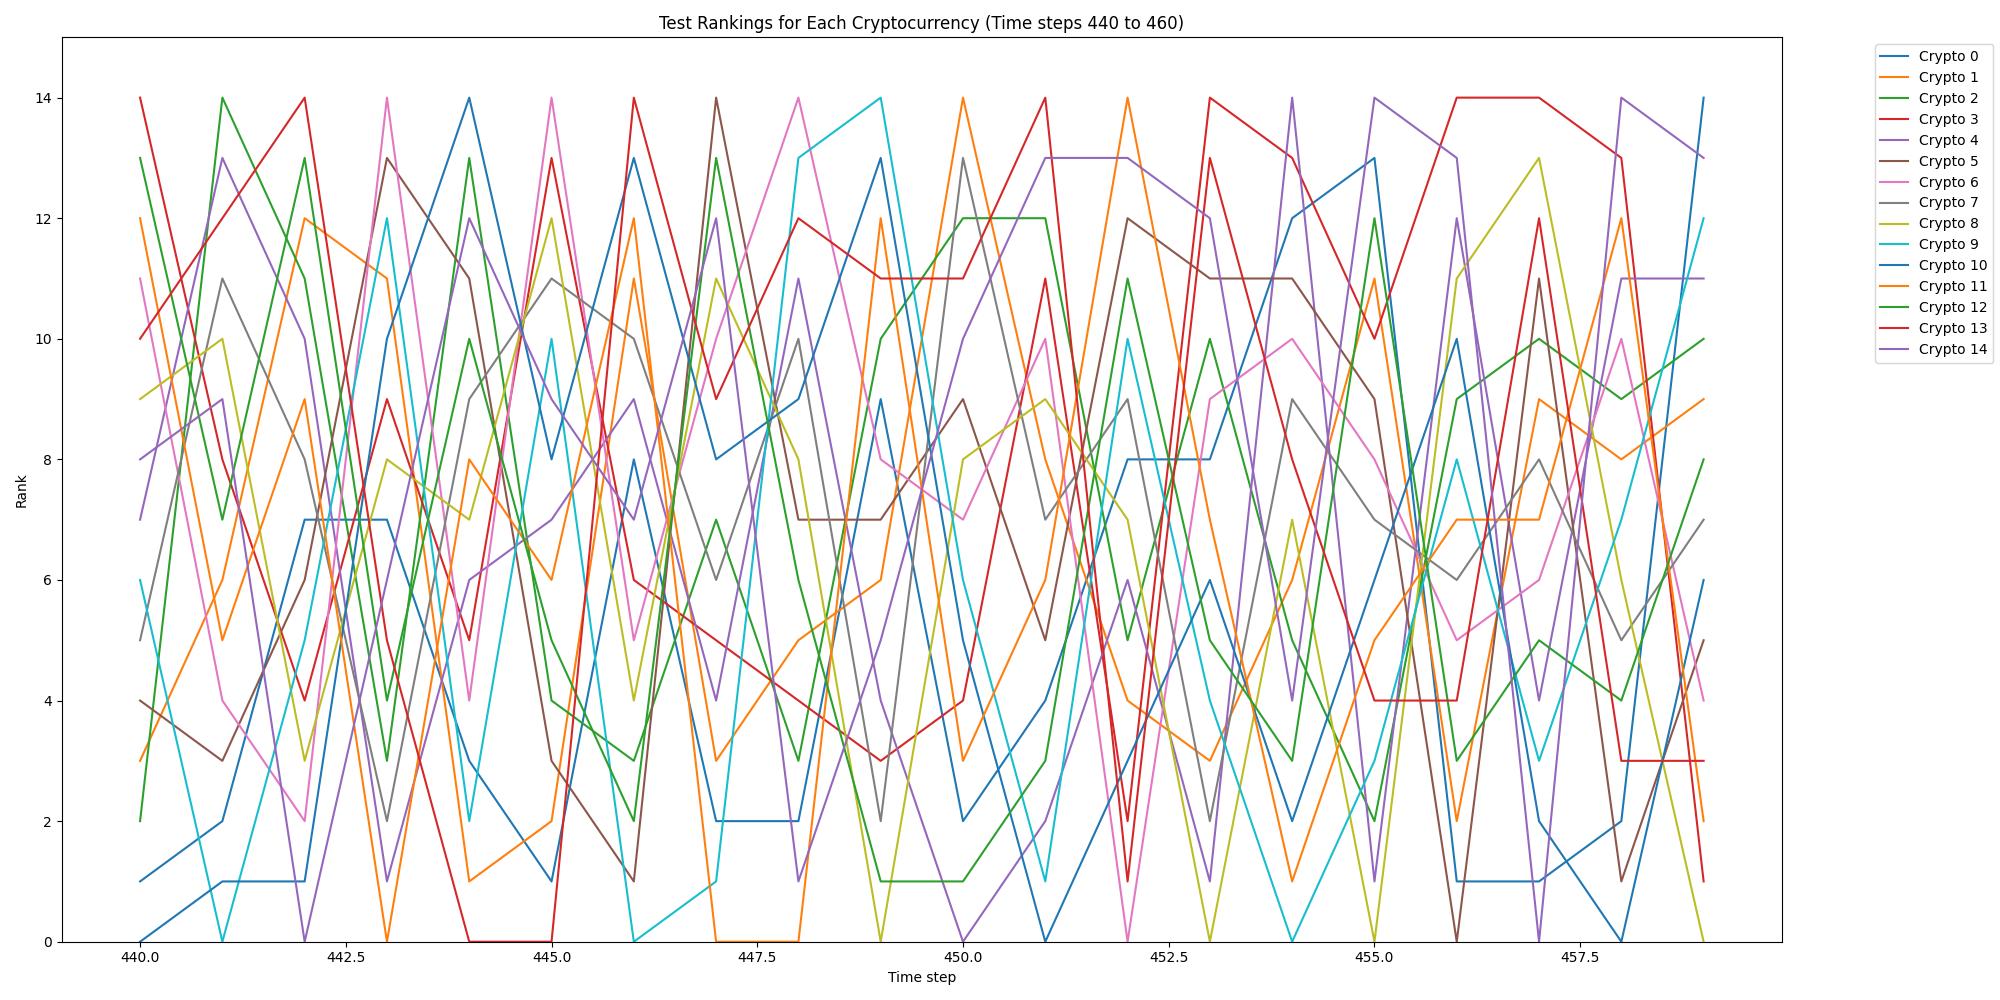 Test Rankings for Each Cryptocurrency (Time steps 440 to 460)
Rank
14
12
10
8
6
4
2
0
440.0 442.5 445.0 447.5 450.0 452.5 455.0 457.5
Time step
Crypto 0
Crypto 1
Crypto 2
Crypto 3
Crypto 4
Crypto 5
Crypto 6
Crypto 7
Crypto 8
Crypto 9
Crypto 10
Crypto 11
Crypto 12
Crypto 13
Crypto 14